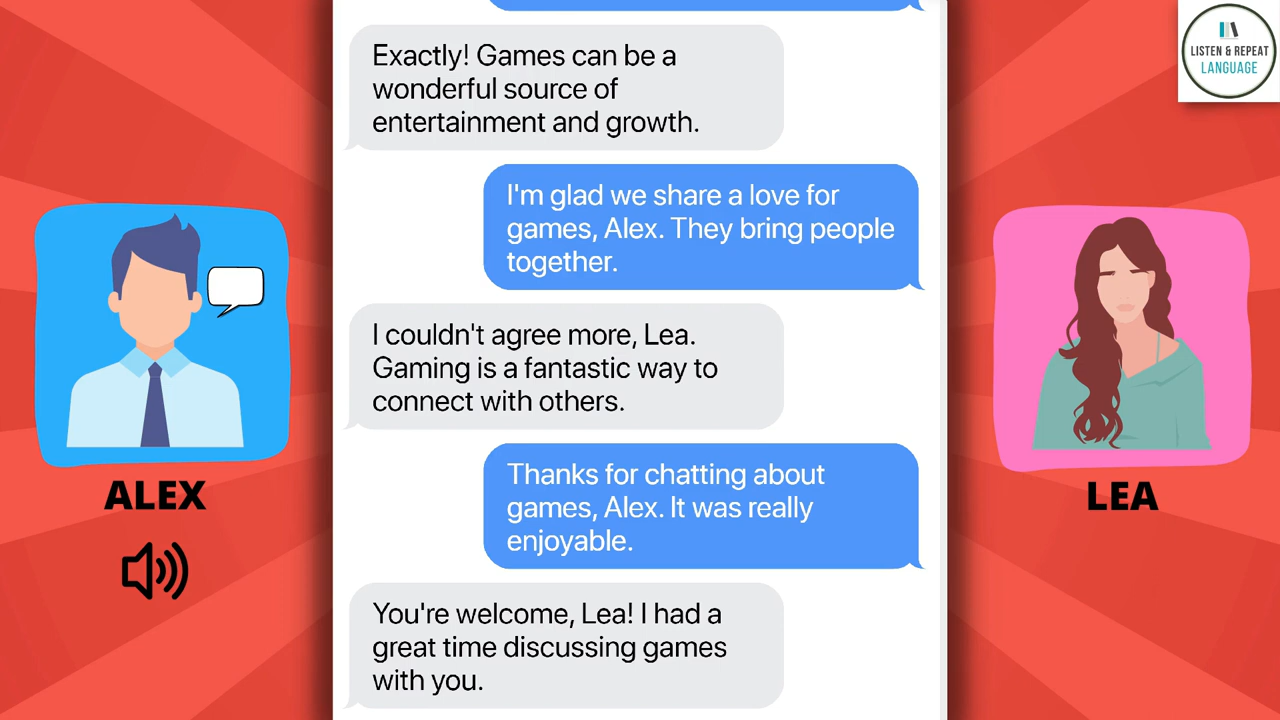 LISTEN & REPEAT
LANGUAGE
Exactly! Games can be a
wonderful source of
entertainment and growth.
I'm glad we share a love for
games, Alex. They bring people
together.
I couldn't agree more, Lea.
Gaming is a fantastic way to
connect with others.
Thanks for chatting about
games, Alex. It was really
enjoyable.
You're welcome, Lea! I had a
great time discussing games
with you.
ALEX
LEA